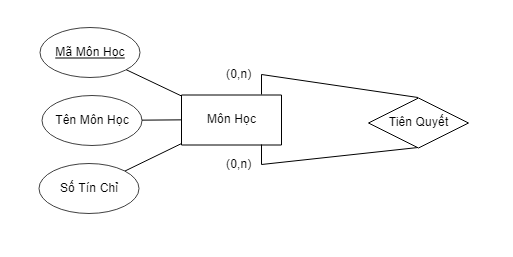 Mã Môn Học
(0,n)
Tên Môn Học
Môn Học
Tiên Quyết
(0,n)
Số Tín Chỉ